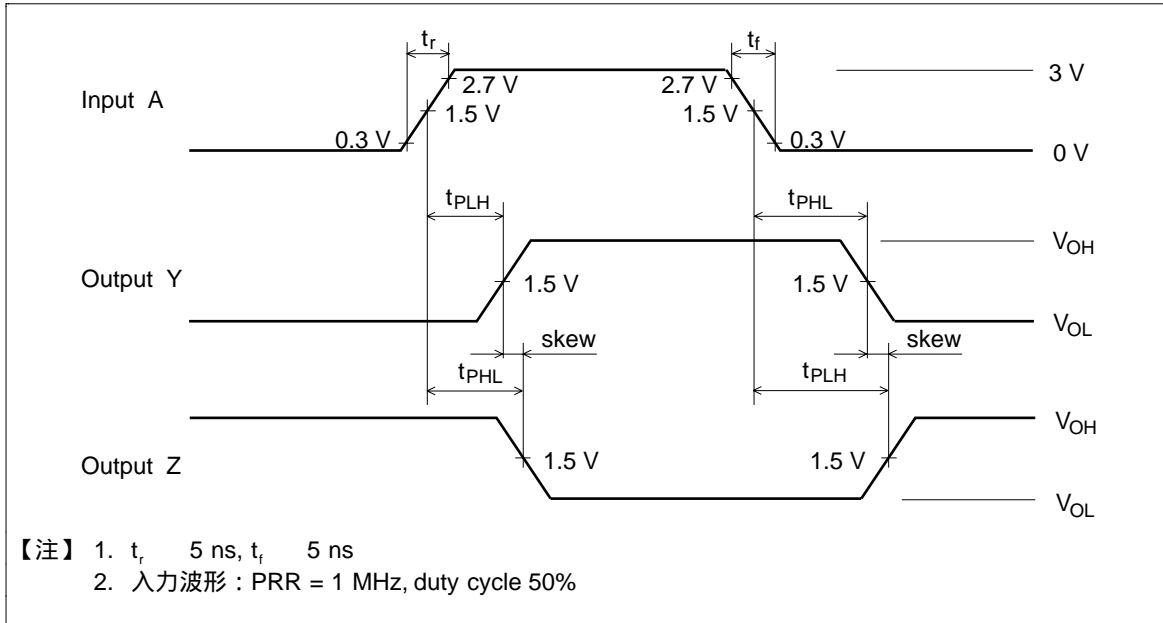 tr
tf
3 V
Input A
2.7 V
2.7 V
1.5 V
1.5 V
0.3 V
0.3 V
0 V
tPLH
tPHL
VOH
Output Y
1.5 V
1.5 V
VOL
skew
skew
tPHL
tPLH
VOH
Output Z
1.5 V
1.5 V
VOL
【注】 1. tr 5 ns, tf 5 ns
2. 入力波形 : PRR = 1 MHz, duty cycle 50%